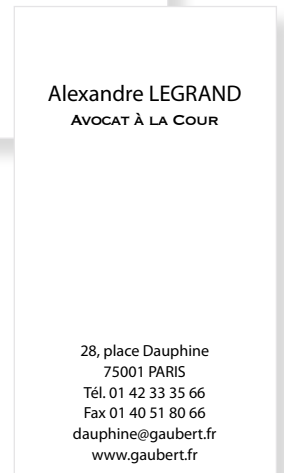 Alexandre LEGRAND
Avocat à la Cour
28, place Dauphine
75001 PARIS
Tél. 01 42 33 35 66
Fax 01 40 51 80 66
dauphine@gaubert.fr
www.gaubert.fr